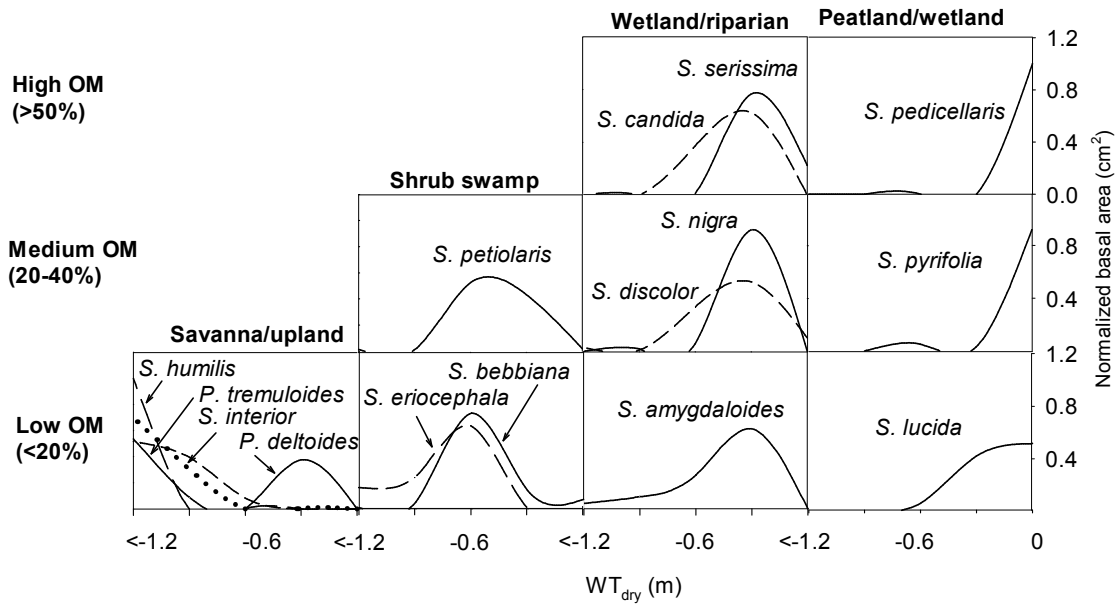 Wetland/riparian
Peatland/wetland
High OM
(>50%)
S. serissima
S. candida
S. pedicellaris
1.2
0.8
0.4
0.0
Shrub swamp
Medium OM
(20-40%)
S. petiolaris
S. nigra
S. discolor
S. pyrifolia
0.8
0.4
Normalized basal area (cm²)
Savanna/upland
Low OM
(<20%)
S. humilis
P. tremuloides
S. interior
P. deltoides
S. bebbiana
S. eriocephala
S. amygdaloides
S. lucida
1.2
0.8
0.4
<-1.2 -0.6 <-1.2 -0.6 <-1.2 -0.6 <-1.2 -0.6 0
WTdry (m)